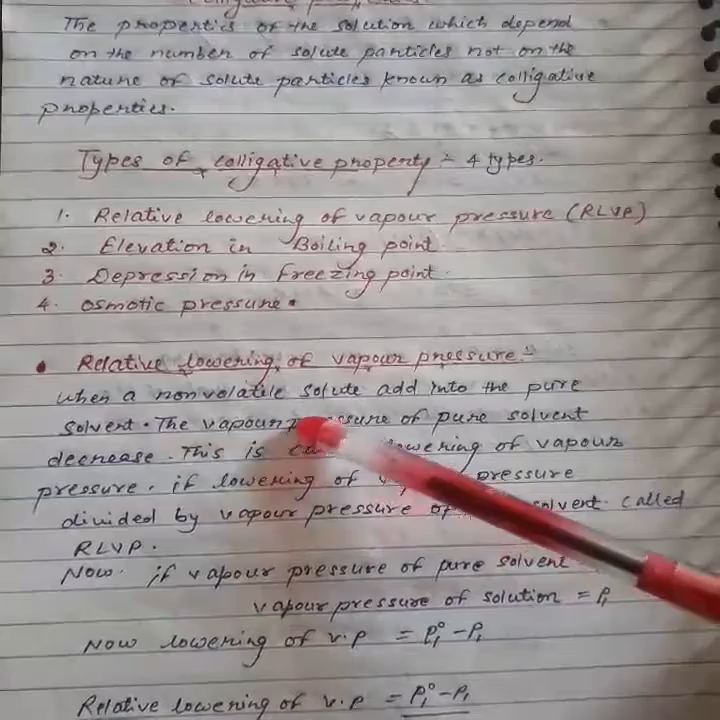 The properties of the solution which depend
on the number of solute particles not on the
nature of solute particles known as colligative
properties.
Types of colligative property :- 4 types.
1. Relative lowering of vapour pressure (RLVP)
2. Elevation in Boiling point.
3. Depression in Freezing point.
4. Osmotic pressure.
• Relative lowering of vapour pressure :-
when a nonvolatile solute add into the pure
solvent. The vapour of pure solvent
decrease. This is lowering of vapour
pressure. if lowering of pressure
divided by vapour pressure called
RLVP.
Now. if vapour pressure of pure solvent
vapour pressure of solution = P₁
Now lowering of v.p = P₁° - P₁
Relative lowering of v.p = P₁° - P₁